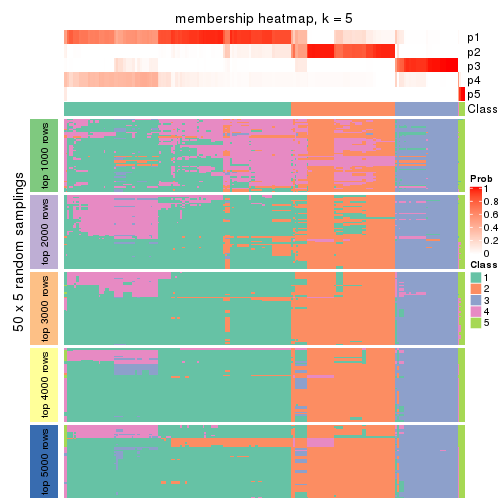 membership heatmap, k = 5
p1
p2
p3
p4
p5
Class
50 x 5 random samplings
top 1000 rows
top 2000 rows
top 3000 rows
top 4000 rows
top 5000 rows
Prob
1
0.8
0.6
0.4
0.2
0
Class
1
2
3
4
5